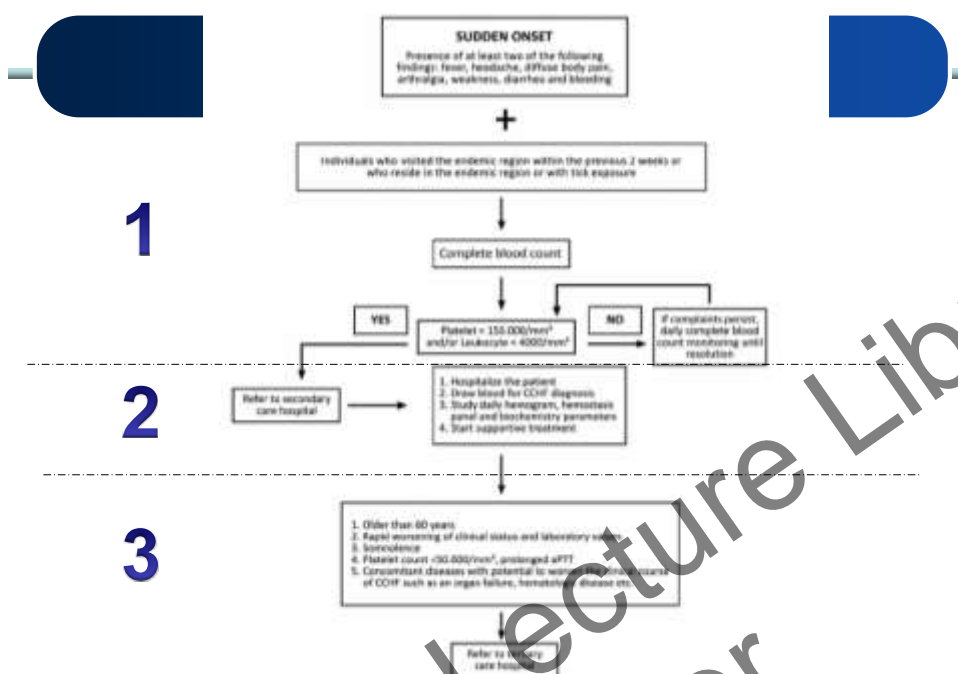 SUDDEN ONSET
Presence of at least two of the following
findings: fever, headache, diffuse body pain,
arthralgia, weakness, diarrhea and bleeding
+
Individuals who visited the endemic region within the previous 2 weeks or
who reside in the endemic region or with tick exposure
1
Complete blood count
YES
Platelet < 150.000/mm³
and/or Leukocyte < 4000/mm³
NO
If complaints persist,
daily complete blood
count monitoring until
resolution
2
Refer to secondary
care hospital
1. Hospitalize the patient
2. Draw blood for CCHF diagnosis
3. Study daily hemogram, hemostasis
panel and biochemistry parameters
4. Start supportive treatment
3
1. Older than 60 years
2. Rapid worsening of clinical status and laboratory values
3. Somnolence
4. Platelet count <50.000/mm³, prolonged aPTT
5. Concomitant diseases with potential to worsen the clinical course
of CCHF such as an organ failure, hematologic disease etc.
Refer to tertiary
care hospital
Lecture